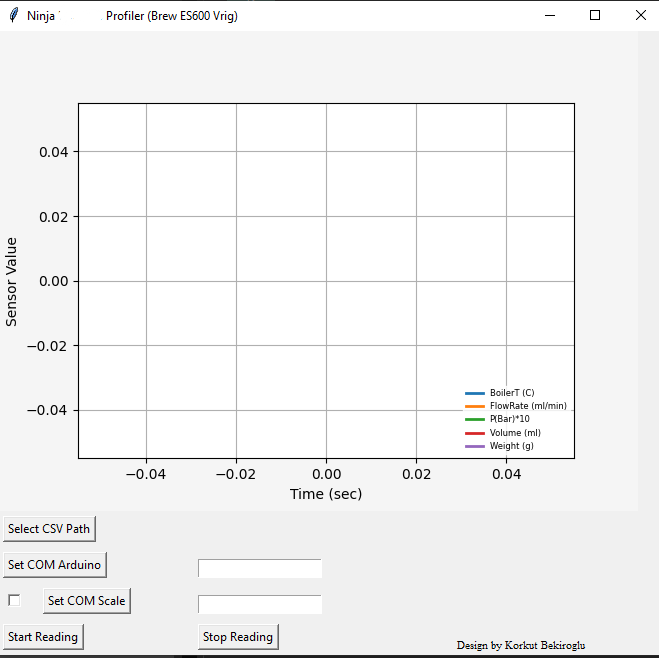 Ninja Profiler (Brew ES600 Vrig)
0.04
0.02
0.00
−0.02
−0.04
Sensor Value
BoilerT (C)
FlowRate (ml/min)
P(Bar)*10
Volume (ml)
Weight (g)
−0.04 −0.02 0.00 0.02 0.04
Time (sec)
Select CSV Path
Set COM Arduino
Set COM Scale
Start Reading Stop Reading
Design by Korkut Bekiroglu